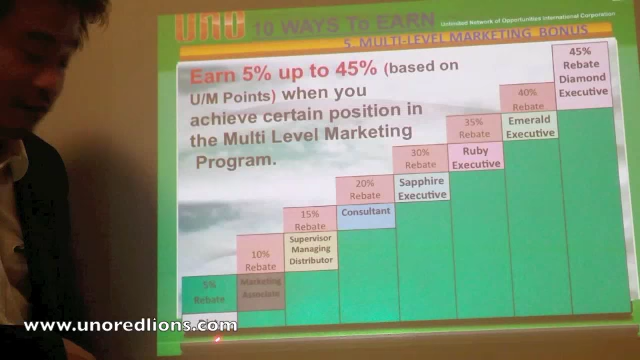 UNO 10 WAYS To EARN Unlimited Network of Opportunities International Corporation
5. MULTI-LEVEL MARKETING BONUS
Earn 5% up to 45% (based on
U/M Points) when you
achieve certain position in
the Multi Level Marketing
Program.
45%
Rebate
Diamond
Executive
40%
Rebate
Emerald
Executive
35%
Rebate
Ruby
Executive
30%
Rebate
Sapphire
Executive
20%
Rebate
Consultant
15%
Rebate
Supervisor
Managing
Distributor
10%
Rebate
Marketing
Associate
5%
Rebate
www.unoredlions.com